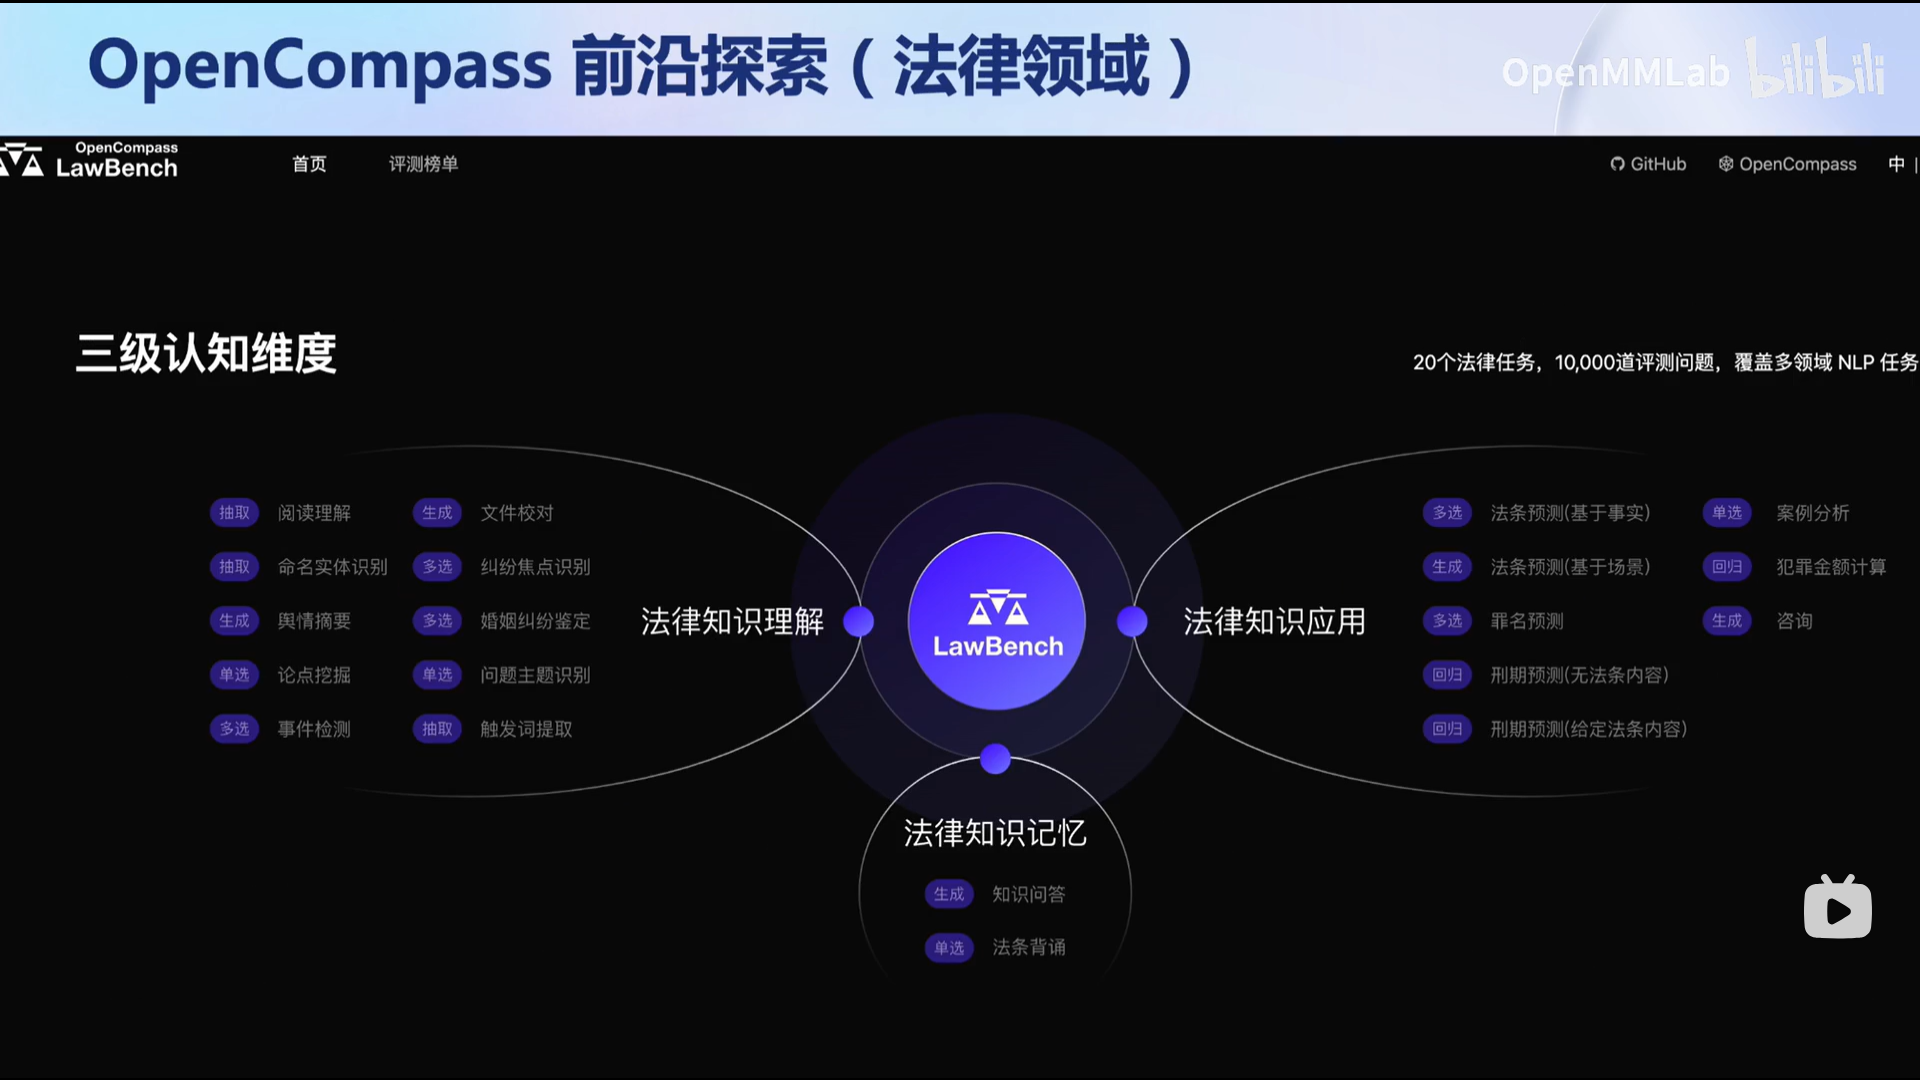 OpenCompass 前沿探索（法律领域）
OpenMMLab bilibili
OpenCompass
LawBench
首页
评测榜单
GitHub
OpenCompass
中 |
三级认知维度
20个法律任务，10,000道评测问题，覆盖多领域 NLP 任务
抽取 阅读理解
生成 文件校对
抽取 命名实体识别
多选 纠纷焦点识别
生成 舆情摘要
多选 婚姻纠纷鉴定
单选 论点挖掘
单选 问题主题识别
多选 事件检测
抽取 触发词提取
法律知识理解
LawBench
法律知识应用
多选 法条预测(基于事实)
单选 案例分析
生成 法条预测(基于场景)
回归 犯罪金额计算
多选 罪名预测
生成 咨询
回归 刑期预测(无法条内容)
回归 刑期预测(给定法条内容)
法律知识记忆
生成 知识问答
单选 法条背诵